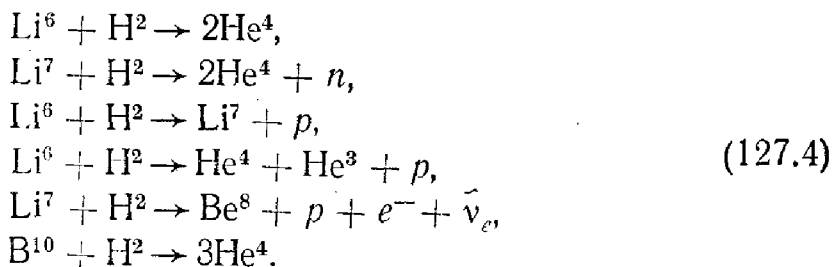 Li⁶ + H² → 2He⁴,
Li⁷ + H² → 2He⁴ + n,
Li⁶ + H² → Li⁷ + p,
Li⁶ + H² → He⁴ + He³ + p,
Li⁷ + H² → Be⁸ + p + e⁻ + ν̃ₑ,
B¹⁰ + H² → 3He⁴.
(127.4)